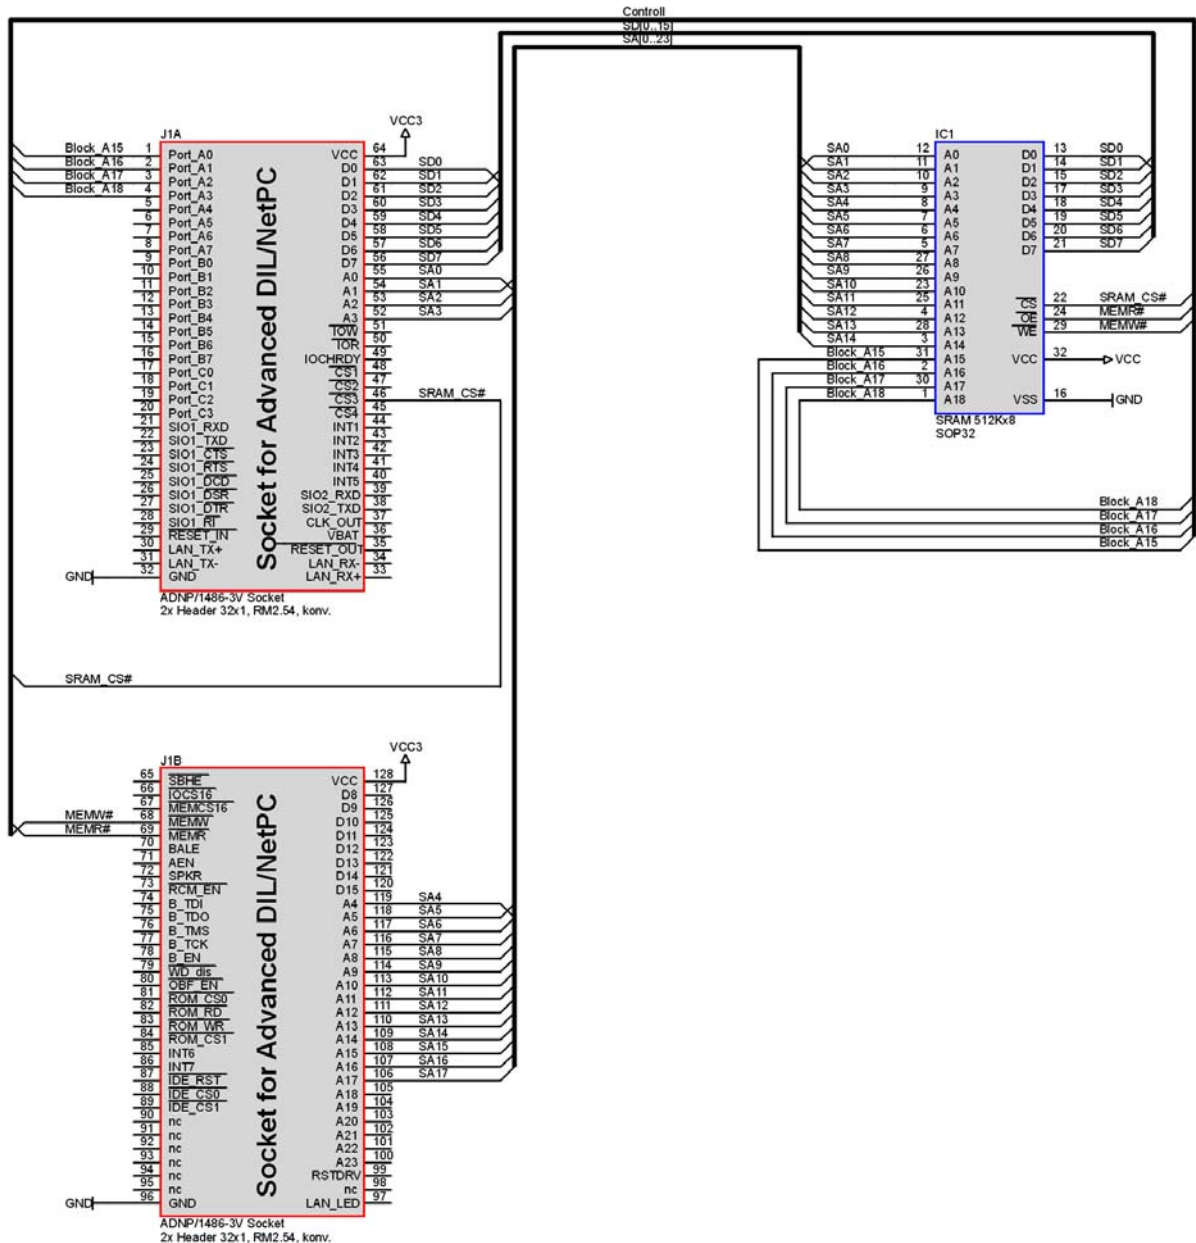 Controll
SD[0..15]
SA[0..23]
J1A
VCC3
Block_A15 1 Port_A0 VCC 64
Block_A16 2 Port_A1 D0 63 SD0
Block_A17 3 Port_A2 D1 62 SD1
Block_A18 4 Port_A3 D2 61 SD2
5 Port_A4 D3 60 SD3
6 Port_A5 D4 59 SD4
7 Port_A6 D5 58 SD5
8 Port_A7 D6 57 SD6
9 Port_B0 D7 56 SD7
10 Port_B1 A0 55 SA0
11 Port_B2 A1 54 SA1
12 Port_B3 A2 53 SA2
13 Port_B4 A3 52 SA3
14 Port_B5 IOW 51
15 Port_B6 IOR 50
16 Port_B7 IOCHRDY 49
17 Port_C0 CS1 48
18 Port_C1 CS2 47
19 Port_C2 CS3 46 SRAM_CS#
20 Port_C3 CS4 45
21 SIO1_RXD INT1 44
22 SIO1_TXD INT2 43
23 SIO1_CTS INT3 42
24 SIO1_RTS INT4 41
25 SIO1_DCD INT5 40
26 SIO1_DSR SIO2_RXD 39
27 SIO1_DTR SIO2_TXD 38
28 SIO1_RI CLK_OUT 37
29 RESET_IN VBAT 36
30 LAN_TX+ RESET_OUT 35
31 LAN_TX- LAN_RX- 34
GND 32 GND LAN_RX+ 33
Socket for Advanced DIL/NetPC
ADNP/1486-3V Socket
2x Header 32x1, RM2.54, konv.
IC1
SA0 12 A0 D0 13 SD0
SA1 11 A1 D1 14 SD1
SA2 10 A2 D2 15 SD2
SA3 9 A3 D3 17 SD3
SA4 8 A4 D4 18 SD4
SA5 7 A5 D5 19 SD5
SA6 6 A6 D6 20 SD6
SA7 5 A7 D7 21 SD7
SA8 27 A8
SA9 26 A9
SA10 23 A10
SA11 25 A11 CS 22 SRAM_CS#
SA12 4 A12 OE 24 MEMR#
SA13 28 A13 WE 29 MEMW#
SA14 3 A14
Block_A15 31 A15 VCC 32 VCC
Block_A16 2 A16
Block_A17 30 A17
Block_A18 1 A18 VSS 16 GND
SRAM 512Kx8
SOP32
Block_A18
Block_A17
Block_A16
Block_A15
SRAM_CS#
J1B
VCC3
65 SBHE VCC 128
66 IOCS16 D8 127
67 MEMCS16 D9 126
MEMW# 68 MEMW D10 125
MEMR# 69 MEMR D11 124
70 BALE D12 123
71 AEN D13 122
72 SPKR D14 121
73 RCM_EN D15 120
74 B_TDI A4 119 SA4
75 B_TDO A5 118 SA5
76 B_TMS A6 117 SA6
77 B_TCK A7 116 SA7
78 B_EN A8 115 SA8
79 WD_dis A9 114 SA9
80 OBF_EN A10 113 SA10
81 ROM_CS0 A11 112 SA11
82 ROM_RD A12 111 SA12
83 ROM_WR A13 110 SA13
84 ROM_CS1 A14 109 SA14
85 INT6 A15 108 SA15
86 INT7 A16 107 SA16
87 IDE_RST A17 106 SA17
88 IDE_CS0 A18 105
89 IDE_CS1 A19 104
90 nc A20 103
91 nc A21 102
92 nc A22 101
93 nc A23 100
94 nc RSTDRV 99
95 nc nc 98
GND 96 GND LAN_LED 97
Socket for Advanced DIL/NetPC
ADNP/1486-3V Socket
2x Header 32x1, RM2.54, konv.